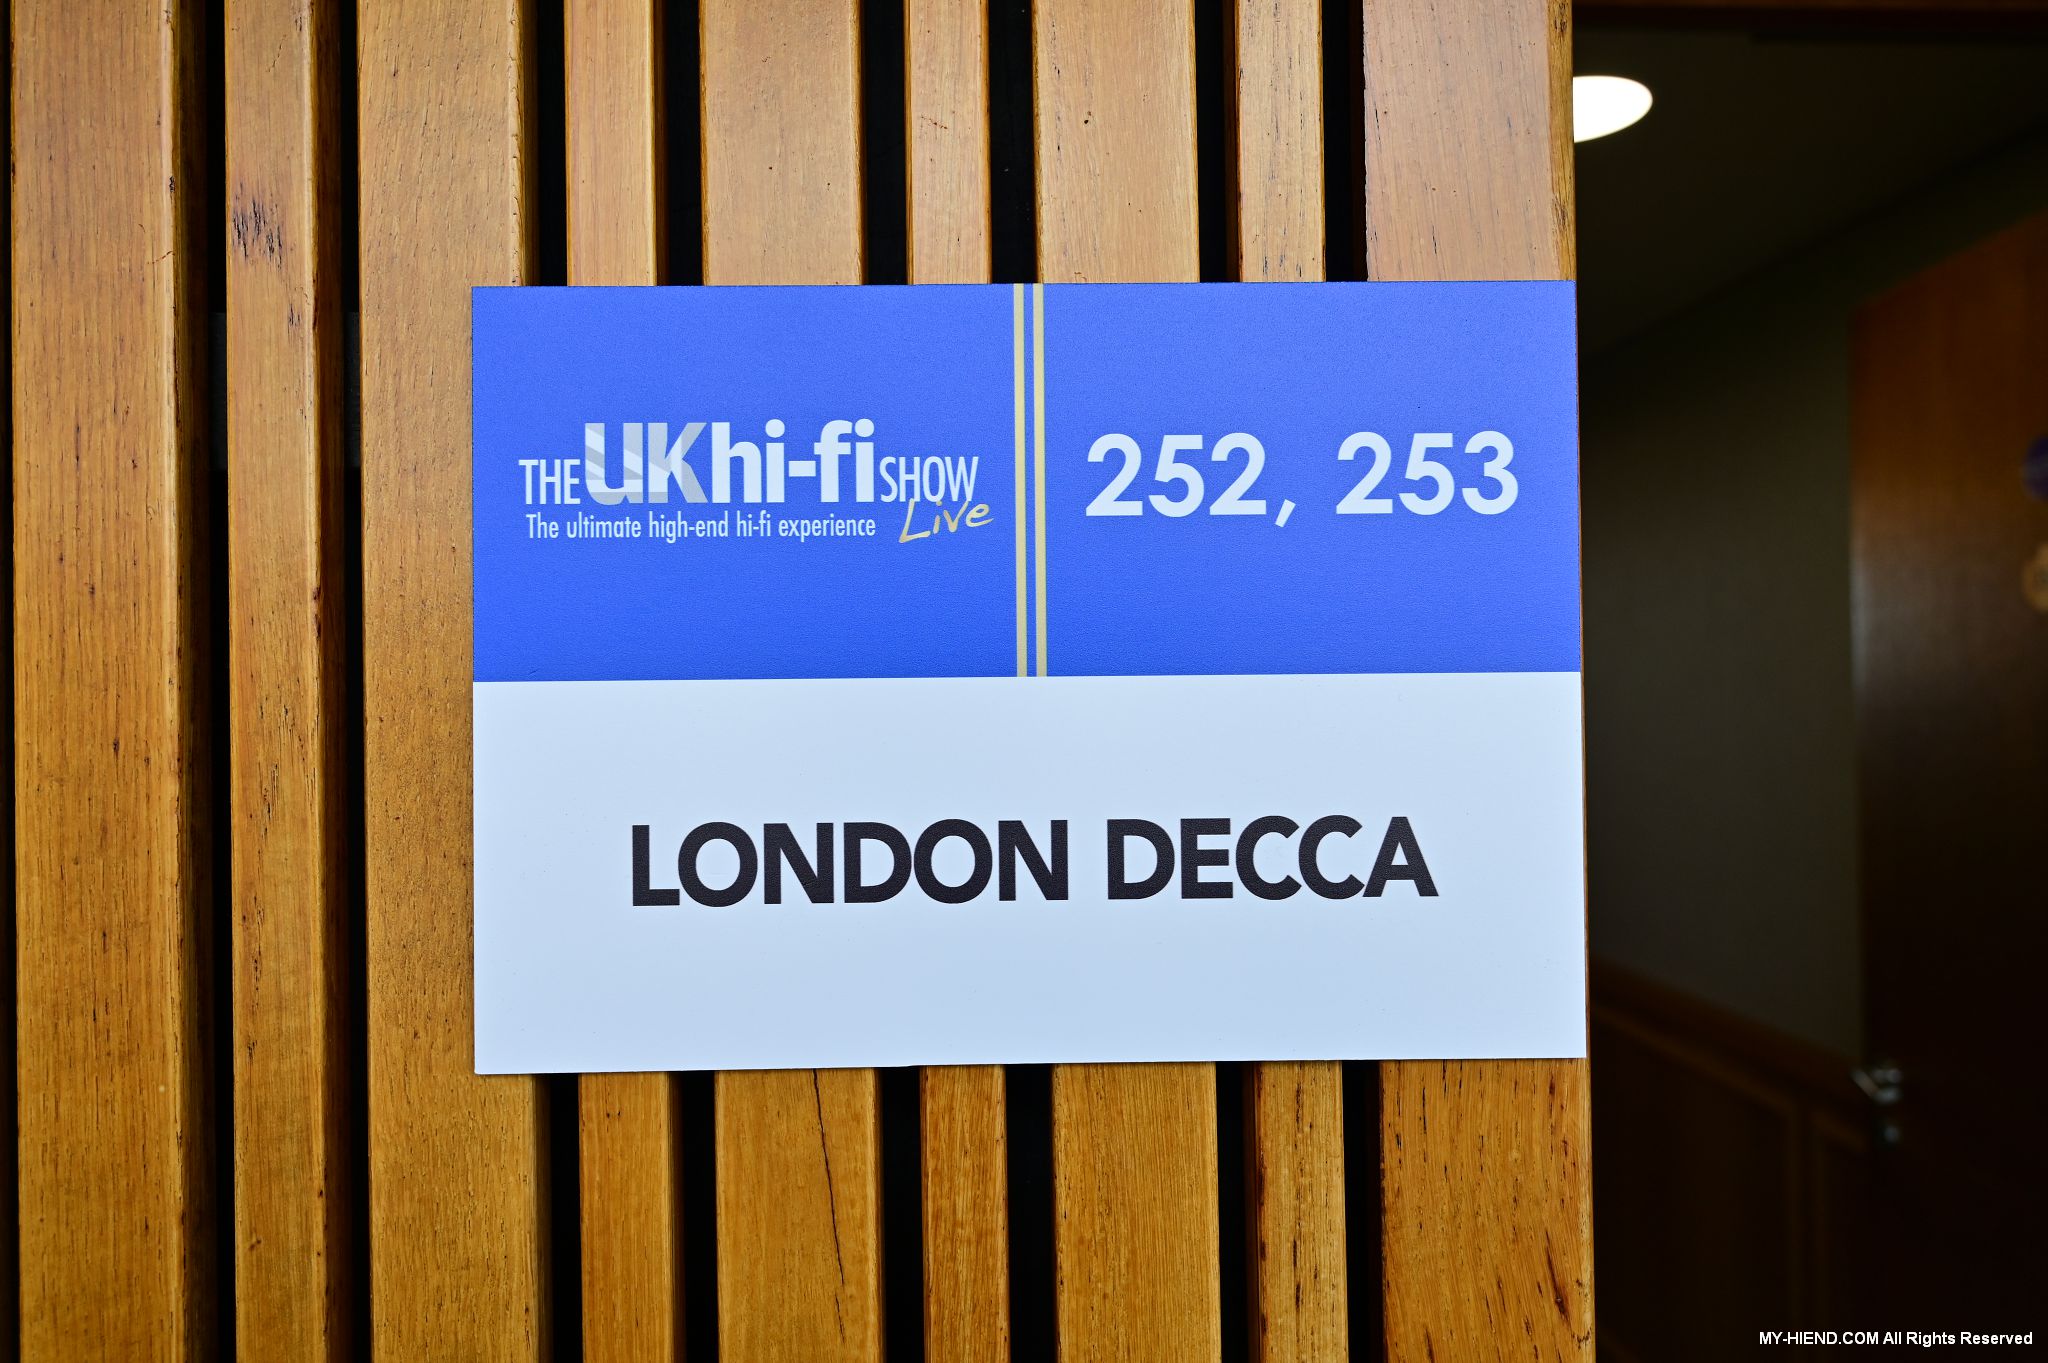 THE UK hi-fi SHOW
The ultimate high-end hi-fi experience Live
252, 253
LONDON DECCA
MY-HIEND.COM All Rights Reserved